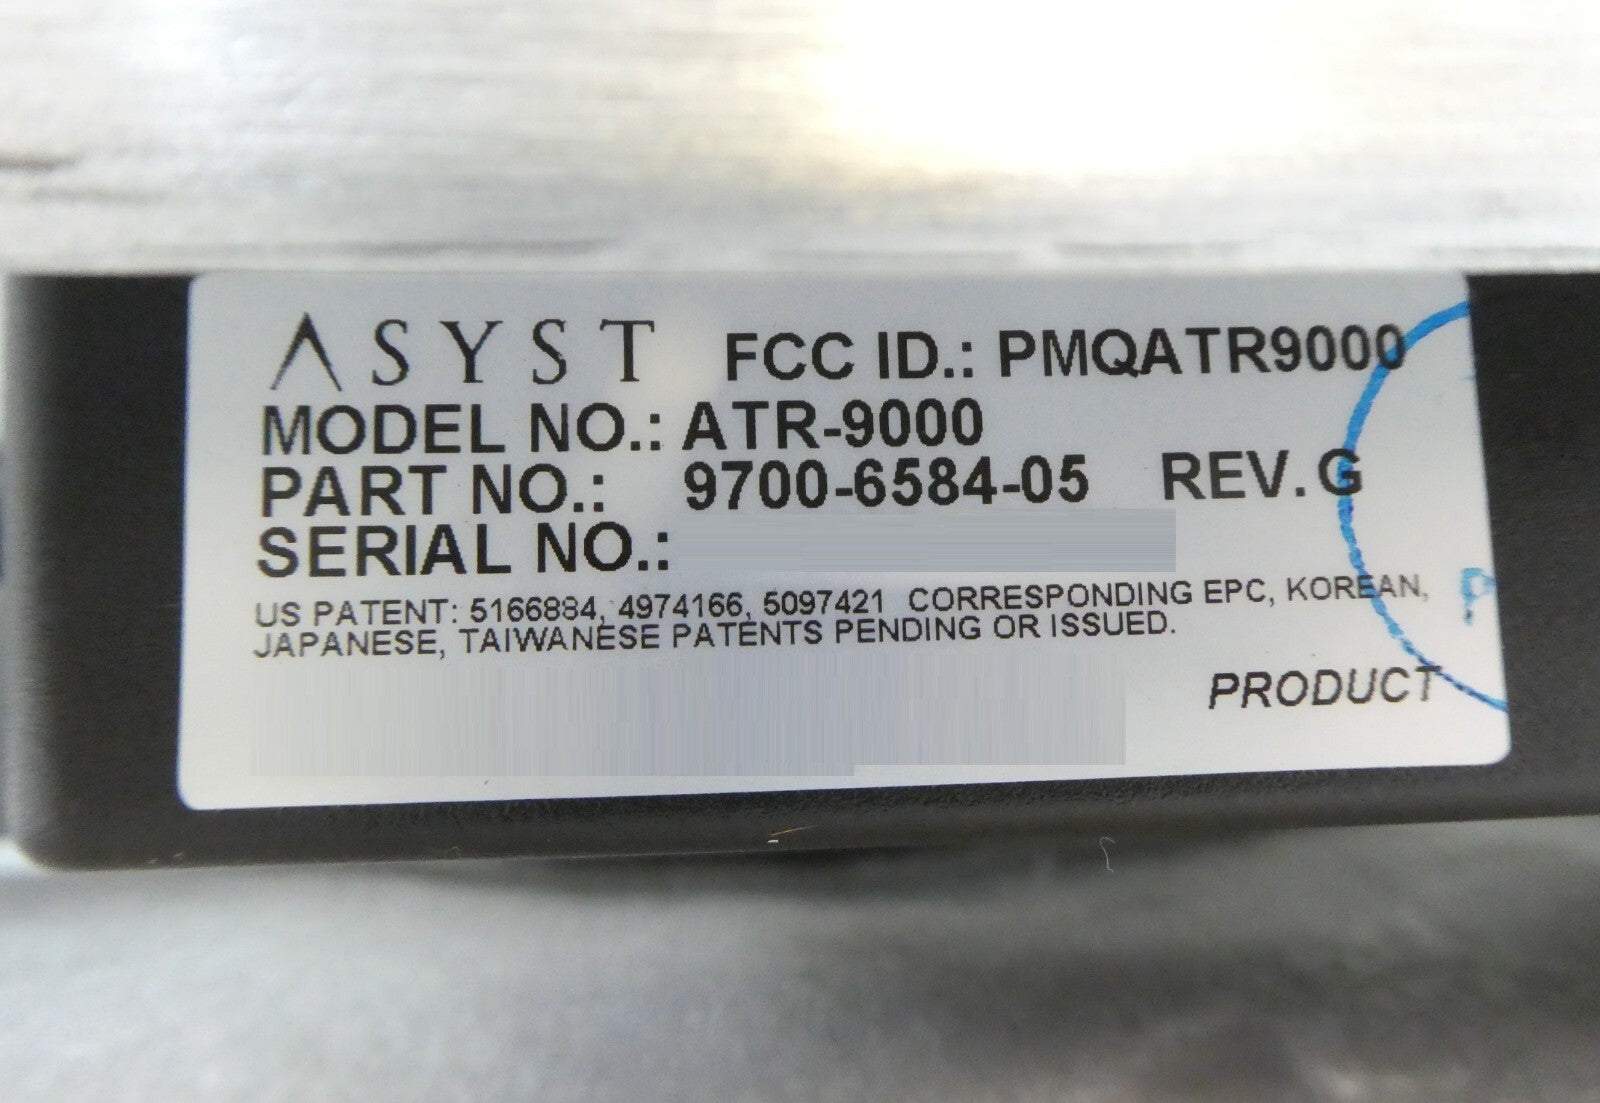 ASYST FCC ID.: PMQATR9000
MODEL NO.: ATR-9000
PART NO.: 9700-6584-05 REV. G
SERIAL NO.:
US PATENT: 5166884, 4974166, 5097421 CORRESPONDING EPC, KOREAN,
JAPANESE, TAIWANESE PATENTS PENDING OR ISSUED.
PRODUCT
P